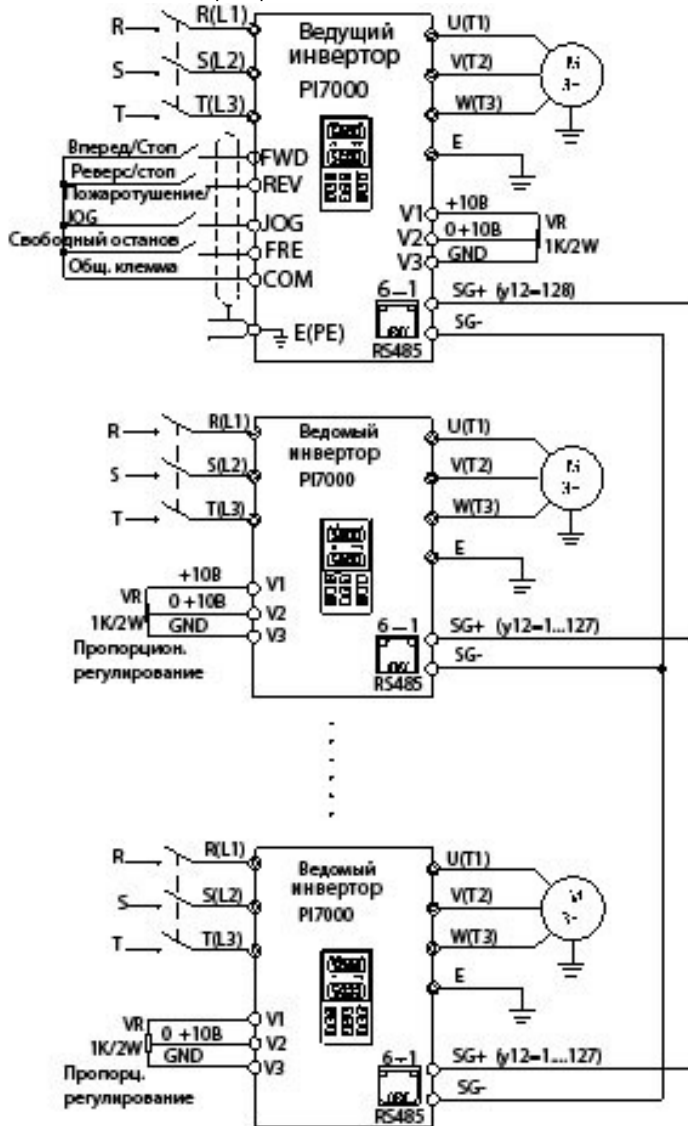 R R(L1) Ведущий инвертор U(T1)
S S(L2) PI7000 V(T2)
T T(L3) W(T3)
E
Вперед/Стоп FWD
Реверс/стоп REV
Пожаротушение/
JOG JOG
Свободный останов FRE
Общ. клемма COM
E(PE)
V1 +10В VR
V2 0+10В 1K/2W
V3 GND
6–1 SG+ (y12=128)
SG-
RS485
R R(L1) Ведомый инвертор U(T1)
S S(L2) PI7000 V(T2)
T T(L3) W(T3)
E
+10В V1
VR 0 +10В V2
1K/2W GND V3
Пропорцион.
регулирование
6–1 SG+ (y12=1...127)
SG-
RS485
R R(L1) Ведомый инвертор U(T1)
S S(L2) PI7000 V(T2)
T T(L3) W(T3)
E
VR V1
1K/2W 0 +10В V2
GND V3
Пропорц.
регулирование
6–1 SG+ (y12=1....127)
SG-
RS485